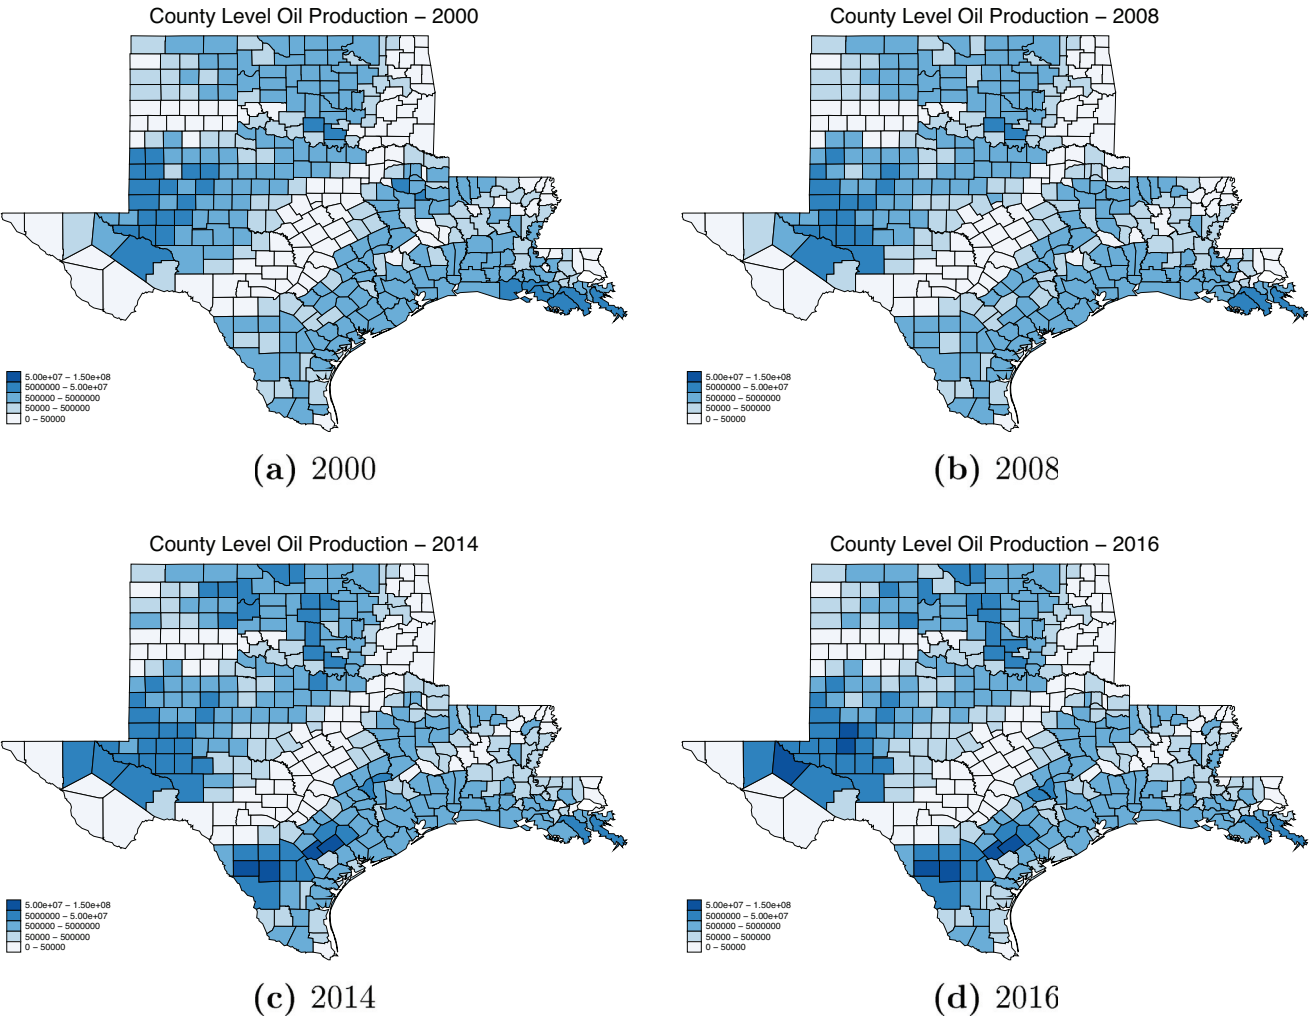 County Level Oil Production − 2000
5.00e+07 − 1.50e+08
5000000 − 5.00e+07
500000 − 5000000
50000 − 500000
0 − 50000
(a) 2000
County Level Oil Production − 2008
5.00e+07 − 1.50e+08
5000000 − 5.00e+07
500000 − 5000000
50000 − 500000
0 − 50000
(b) 2008
County Level Oil Production − 2014
5.00e+07 − 1.50e+08
5000000 − 5.00e+07
500000 − 5000000
50000 − 500000
0 − 50000
(c) 2014
County Level Oil Production − 2016
5.00e+07 − 1.50e+08
5000000 − 5.00e+07
500000 − 5000000
50000 − 500000
0 − 50000
(d) 2016